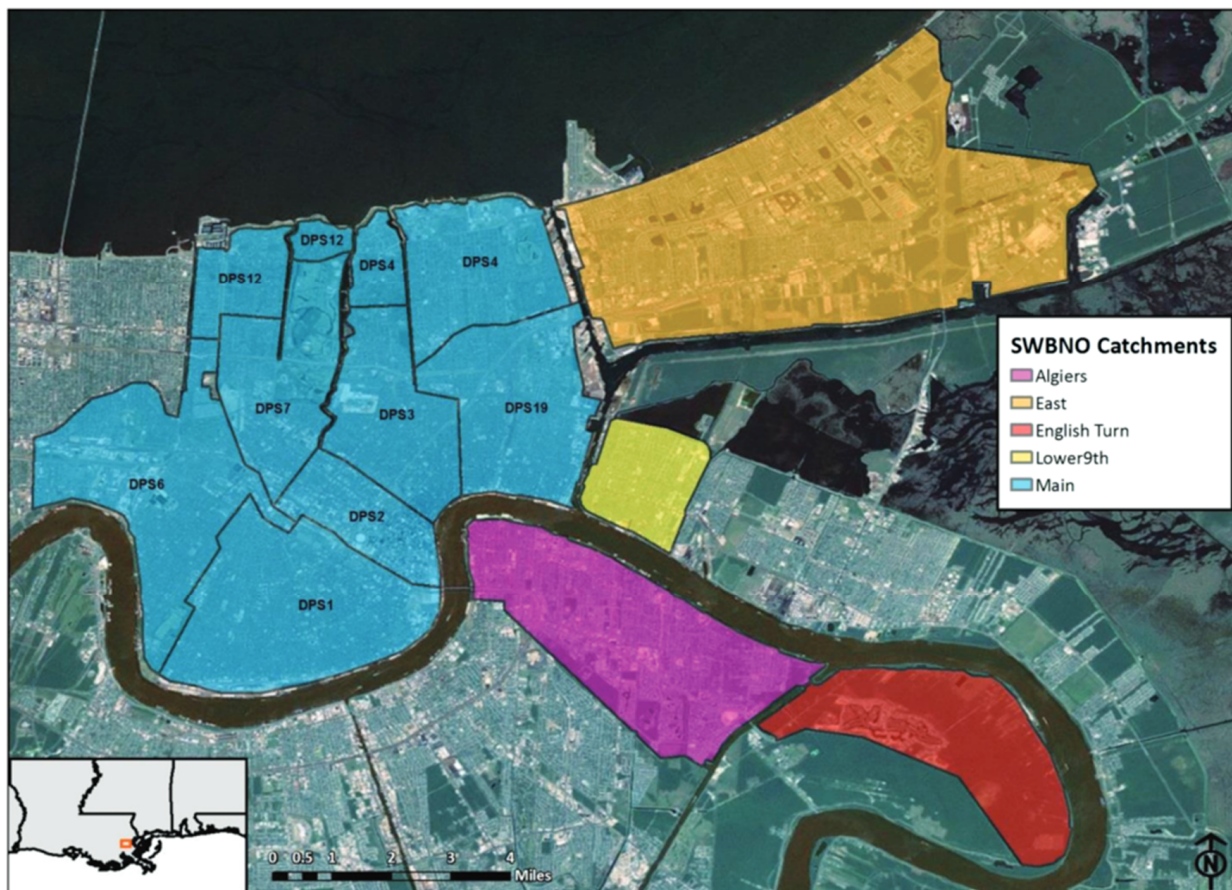 DPS12
DPS12
DPS4
DPS4
DPS7
DPS3
DPS19
DPS6
DPS2
DPS1
SWBNO Catchments
Algiers
East
English Turn
Lower9th
Main
0 0.5 1 2 3 4
Miles
N